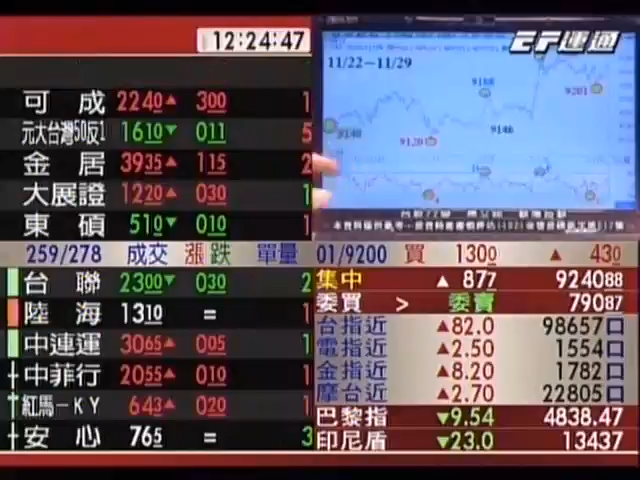 12:24:47
EF運通
11/22－11/29
9188
9201
9140
9120
9146
可成 2240▲ 300 1
元大台灣50反1 1610▼ 011 5
金居 3935▲ 115 2
大展證 1220▲ 030 1
東碩 510▼ 010 1
259/278 成交 漲跌 單量
台聯 2300▼ 030 2
陸海 1310 = 1
中連運 3065▲ 005 1
中菲行 2055▲ 010 1
紅馬－KY 643▲ 020 1
安心 765 = 3
01/9200 買 1300 ▲ 430
集中 ▲ 877 924088
委買 > 委賣 79087
台指近 ▲82.0 98657口
電指近 ▲2.50 1554口
金指近 ▲8.20 1782口
摩台近 ▲2.70 22805口
巴黎指 ▼9.54 4838.47
印尼盾 ▼23.0 13437